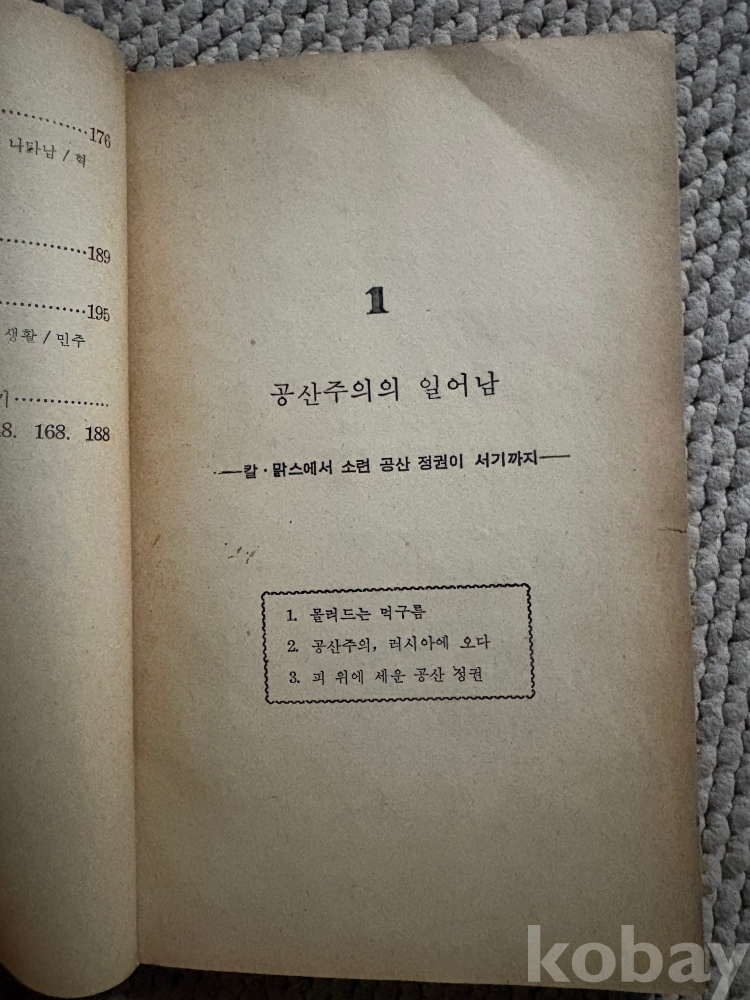 ……………176
나타남 / 혁
……………189
……………195
생활 / 민주
기……………
8. 168. 188
1
공산주의의 일어남
──칼·맑스에서 소련 공산 정권이 서기까지──
1. 몰려드는 먹구름
2. 공산주의, 러시아에 오다
3. 피 위에 세운 공산 정권
kobay